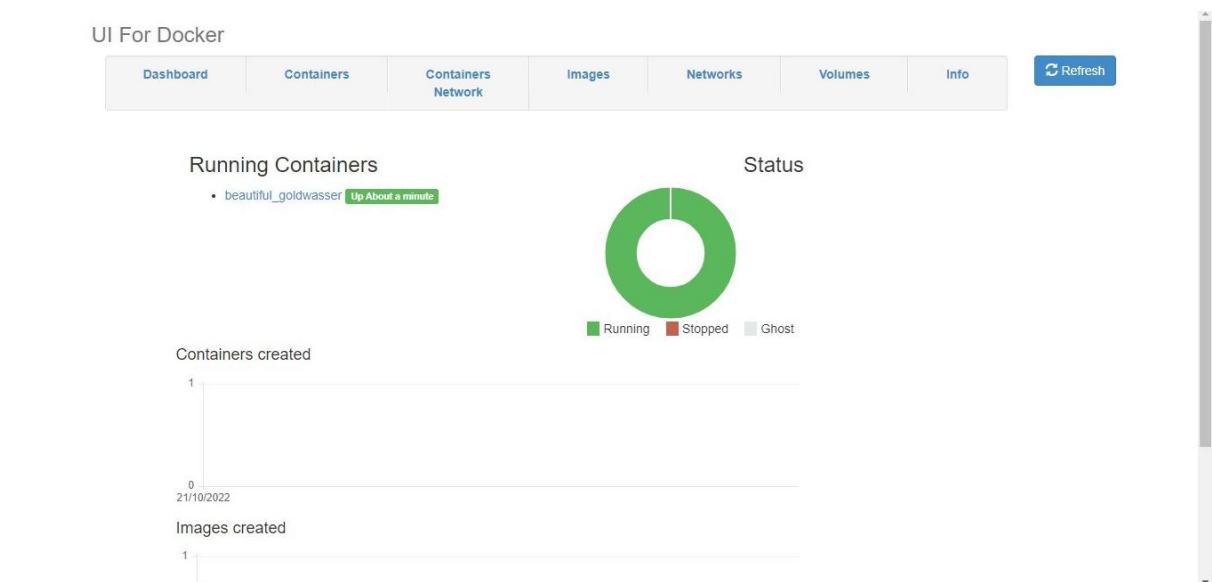 UI For Docker
Dashboard Containers Containers Network Images Networks Volumes Info Refresh
Running Containers
beautiful_goldwasser Up About a minute
Status
Running Stopped Ghost
Containers created
1
0
21/10/2022
Images created
1